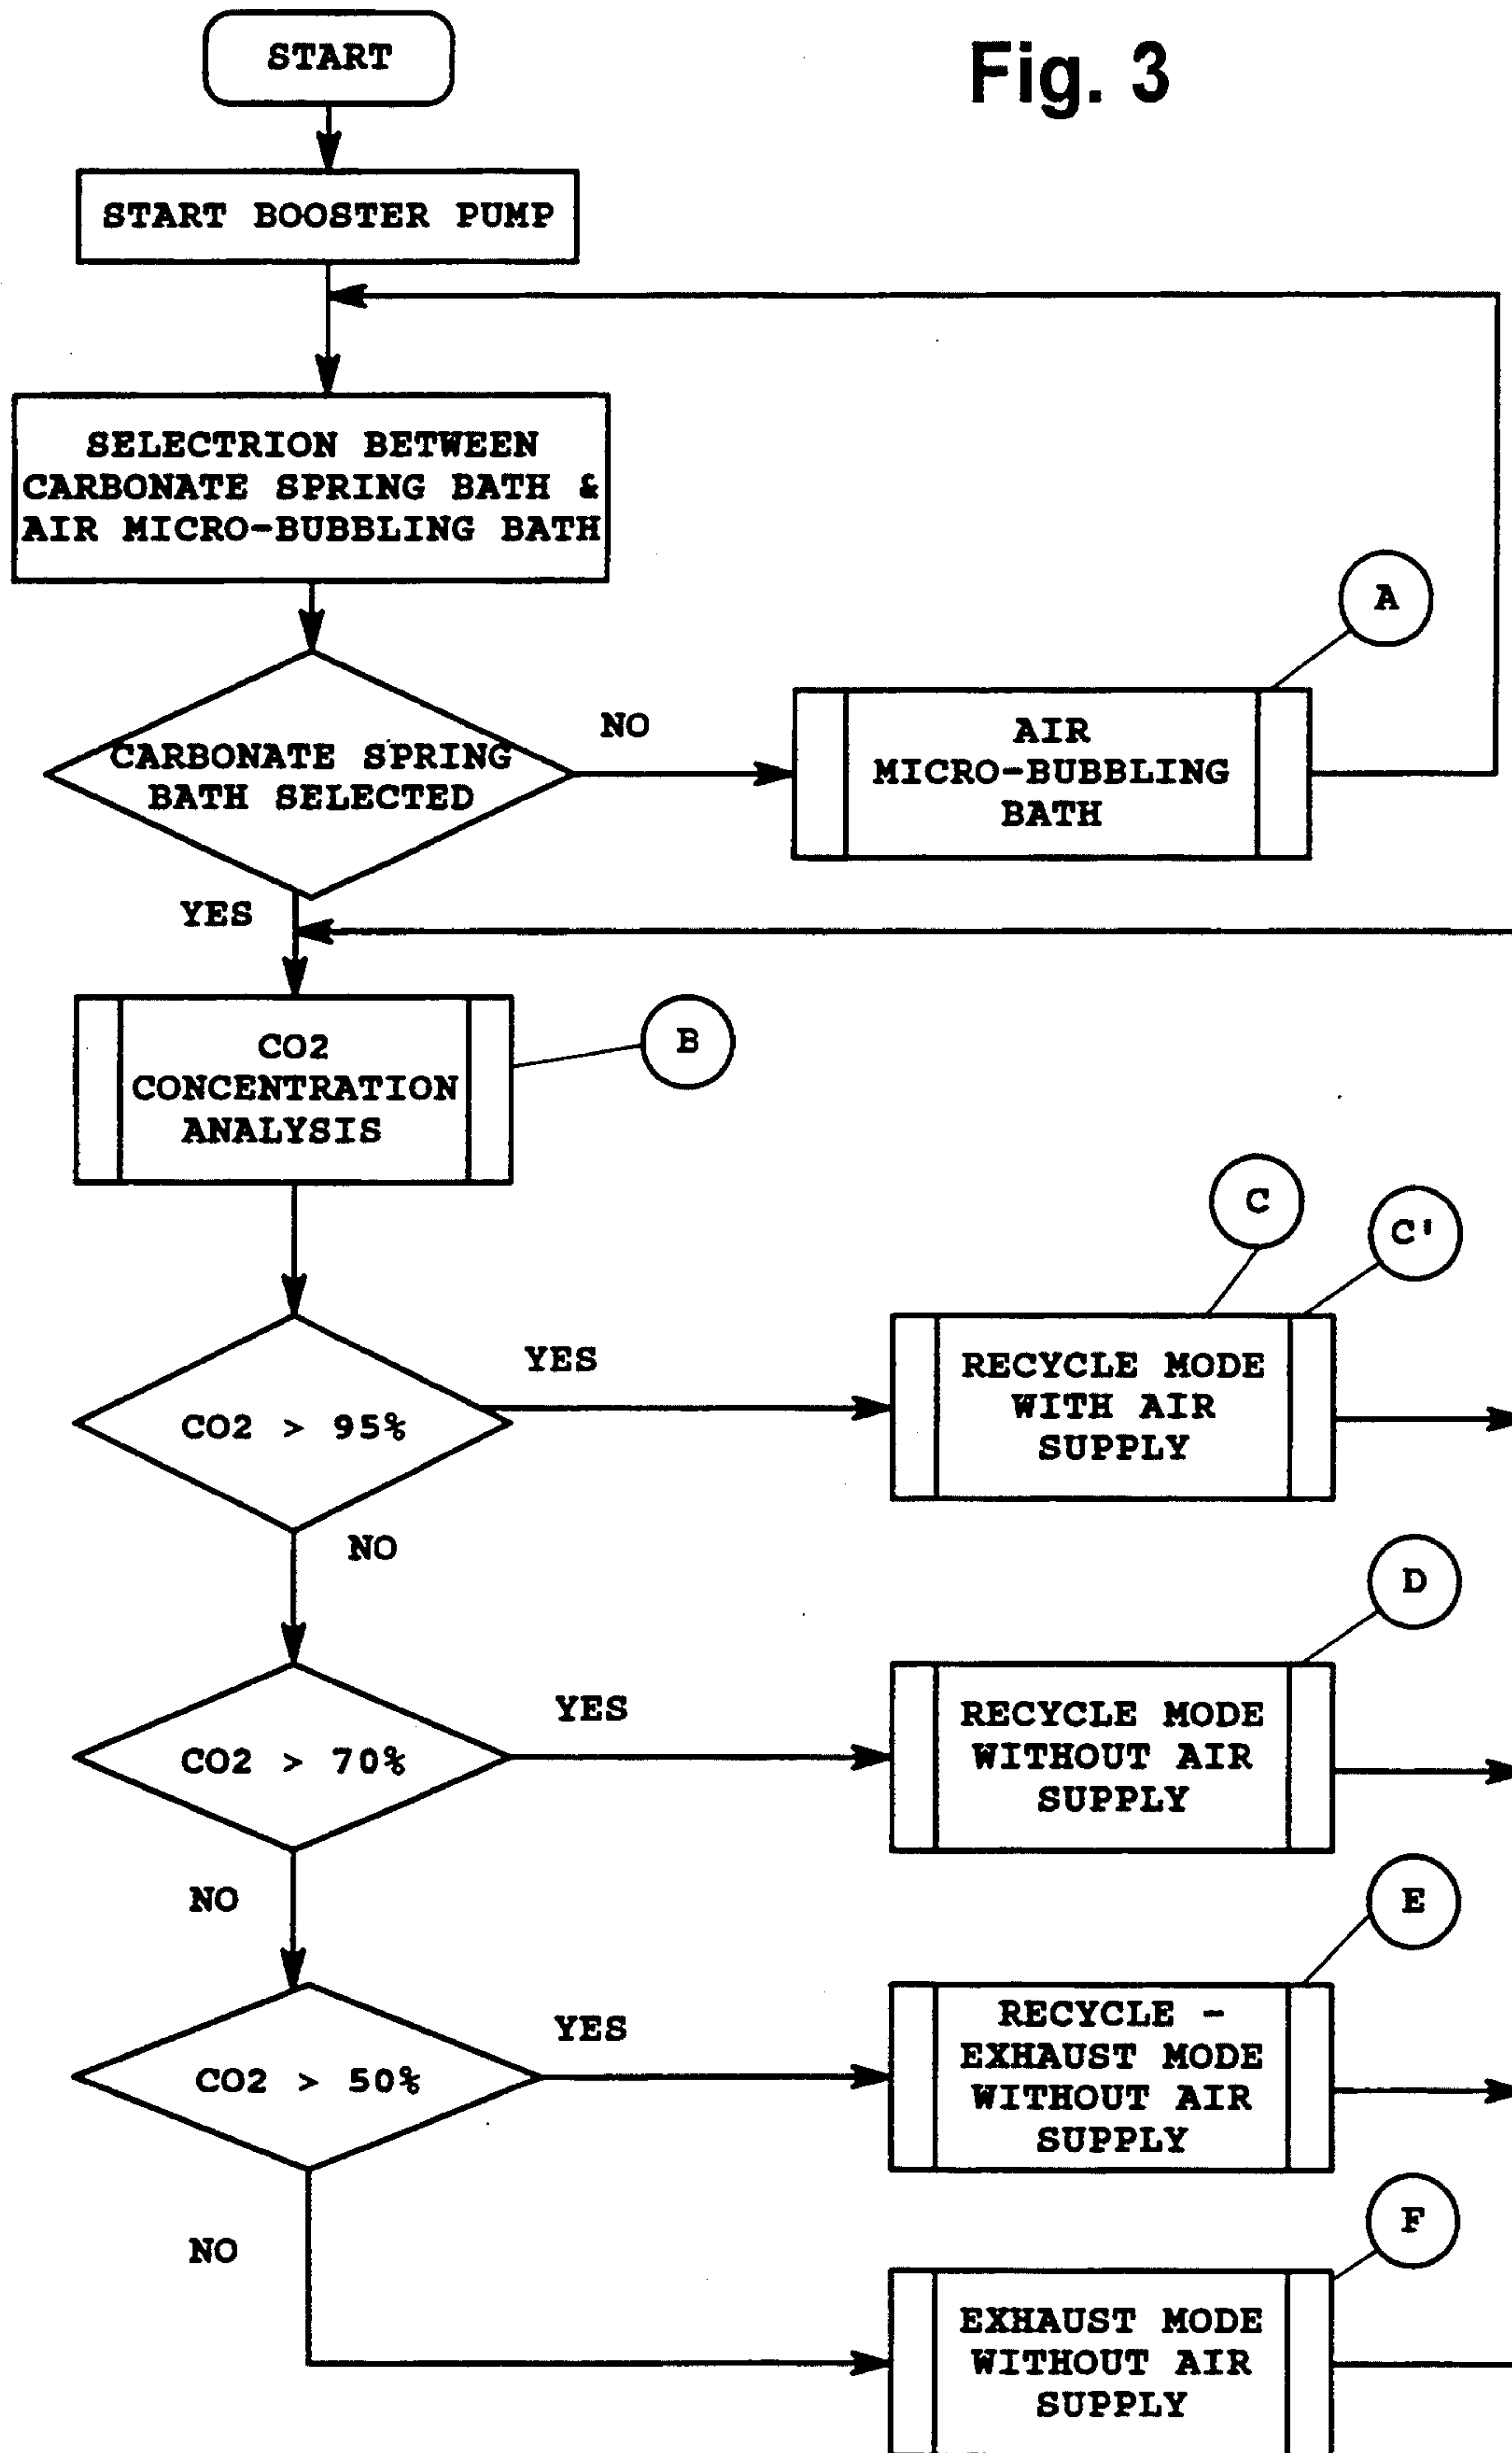 START
Fig. 3
START BOOSTER PUMP
SELECTRION BETWEEN
CARBONATE SPRING BATH &
AIR MICRO-BUBBLING BATH
A
CARBONATE SPRING
BATH SELECTED
NO
AIR
MICRO-BUBBLING
BATH
YES
CO2
CONCENTRATION
ANALYSIS
B
C
C'
CO2 > 95%
YES
RECYCLE MODE
WITH AIR
SUPPLY
NO
D
CO2 > 70%
YES
RECYCLE MODE
WITHOUT AIR
SUPPLY
NO
E
CO2 > 50%
YES
RECYCLE -
EXHAUST MODE
WITHOUT AIR
SUPPLY
NO
F
EXHAUST MODE
WITHOUT AIR
SUPPLY